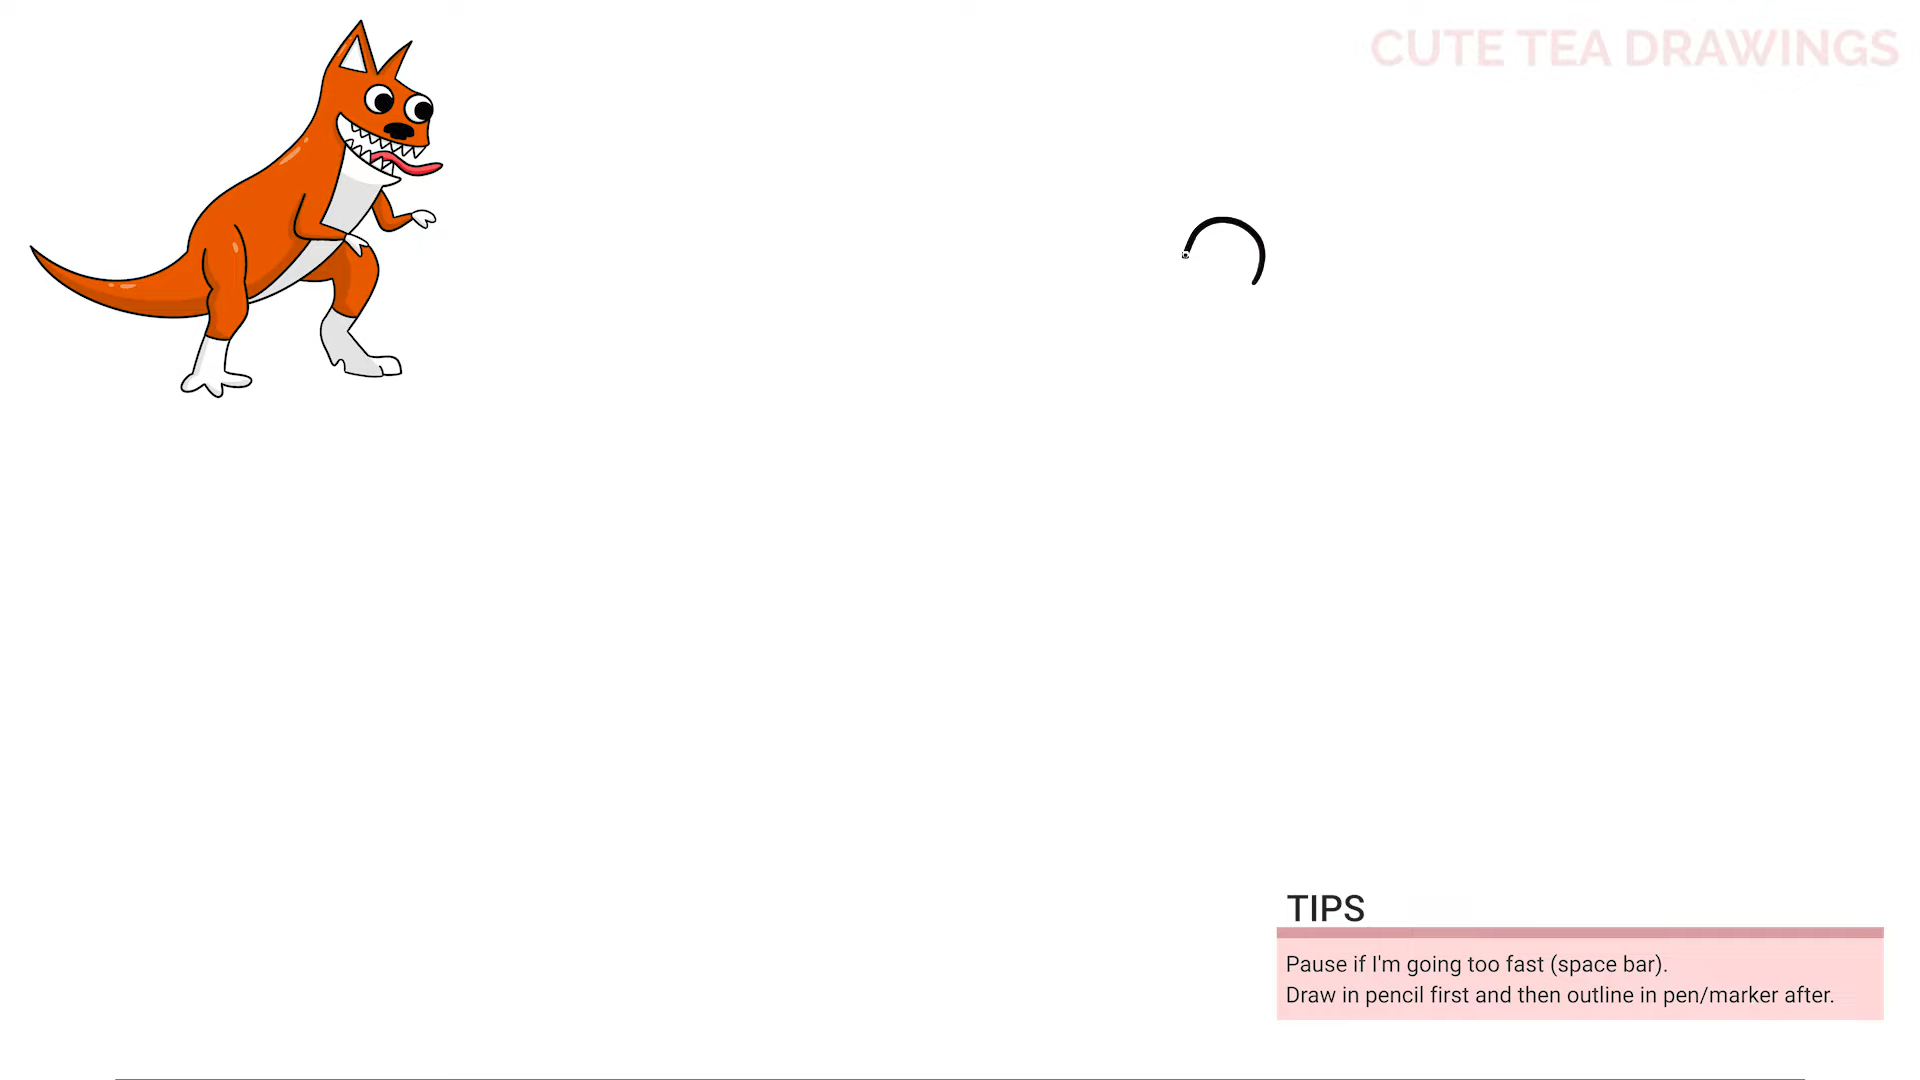 CUTE TEA DRAWINGS
TIPS
Pause if I'm going too fast (space bar).
Draw in pencil first and then outline in pen/marker after.